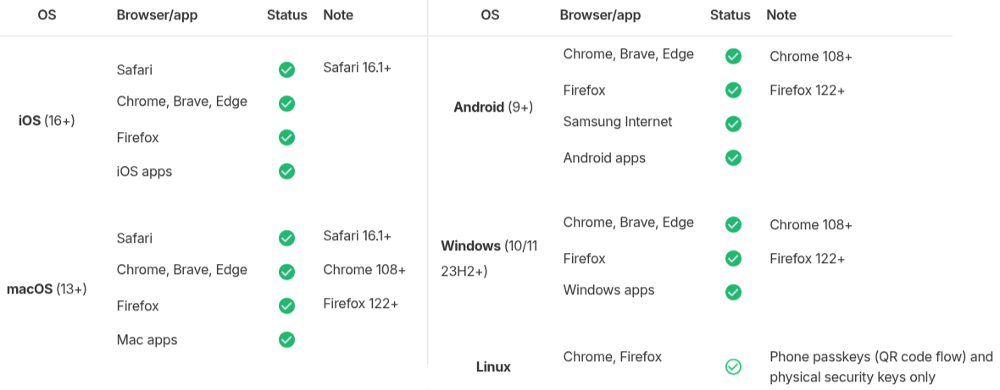 OS Browser/app Status Note
iOS (16+)
Safari Safari 16.1+
Chrome, Brave, Edge
Firefox
iOS apps
macOS (13+)
Safari Safari 16.1+
Chrome, Brave, Edge Chrome 108+
Firefox Firefox 122+
Mac apps
OS Browser/app Status Note
Android (9+)
Chrome, Brave, Edge Chrome 108+
Firefox Firefox 122+
Samsung Internet
Android apps
Windows (10/11
23H2+)
Chrome, Brave, Edge Chrome 108+
Firefox Firefox 122+
Windows apps
Linux
Chrome, Firefox
Phone passkeys (QR code flow) and
physical security keys only